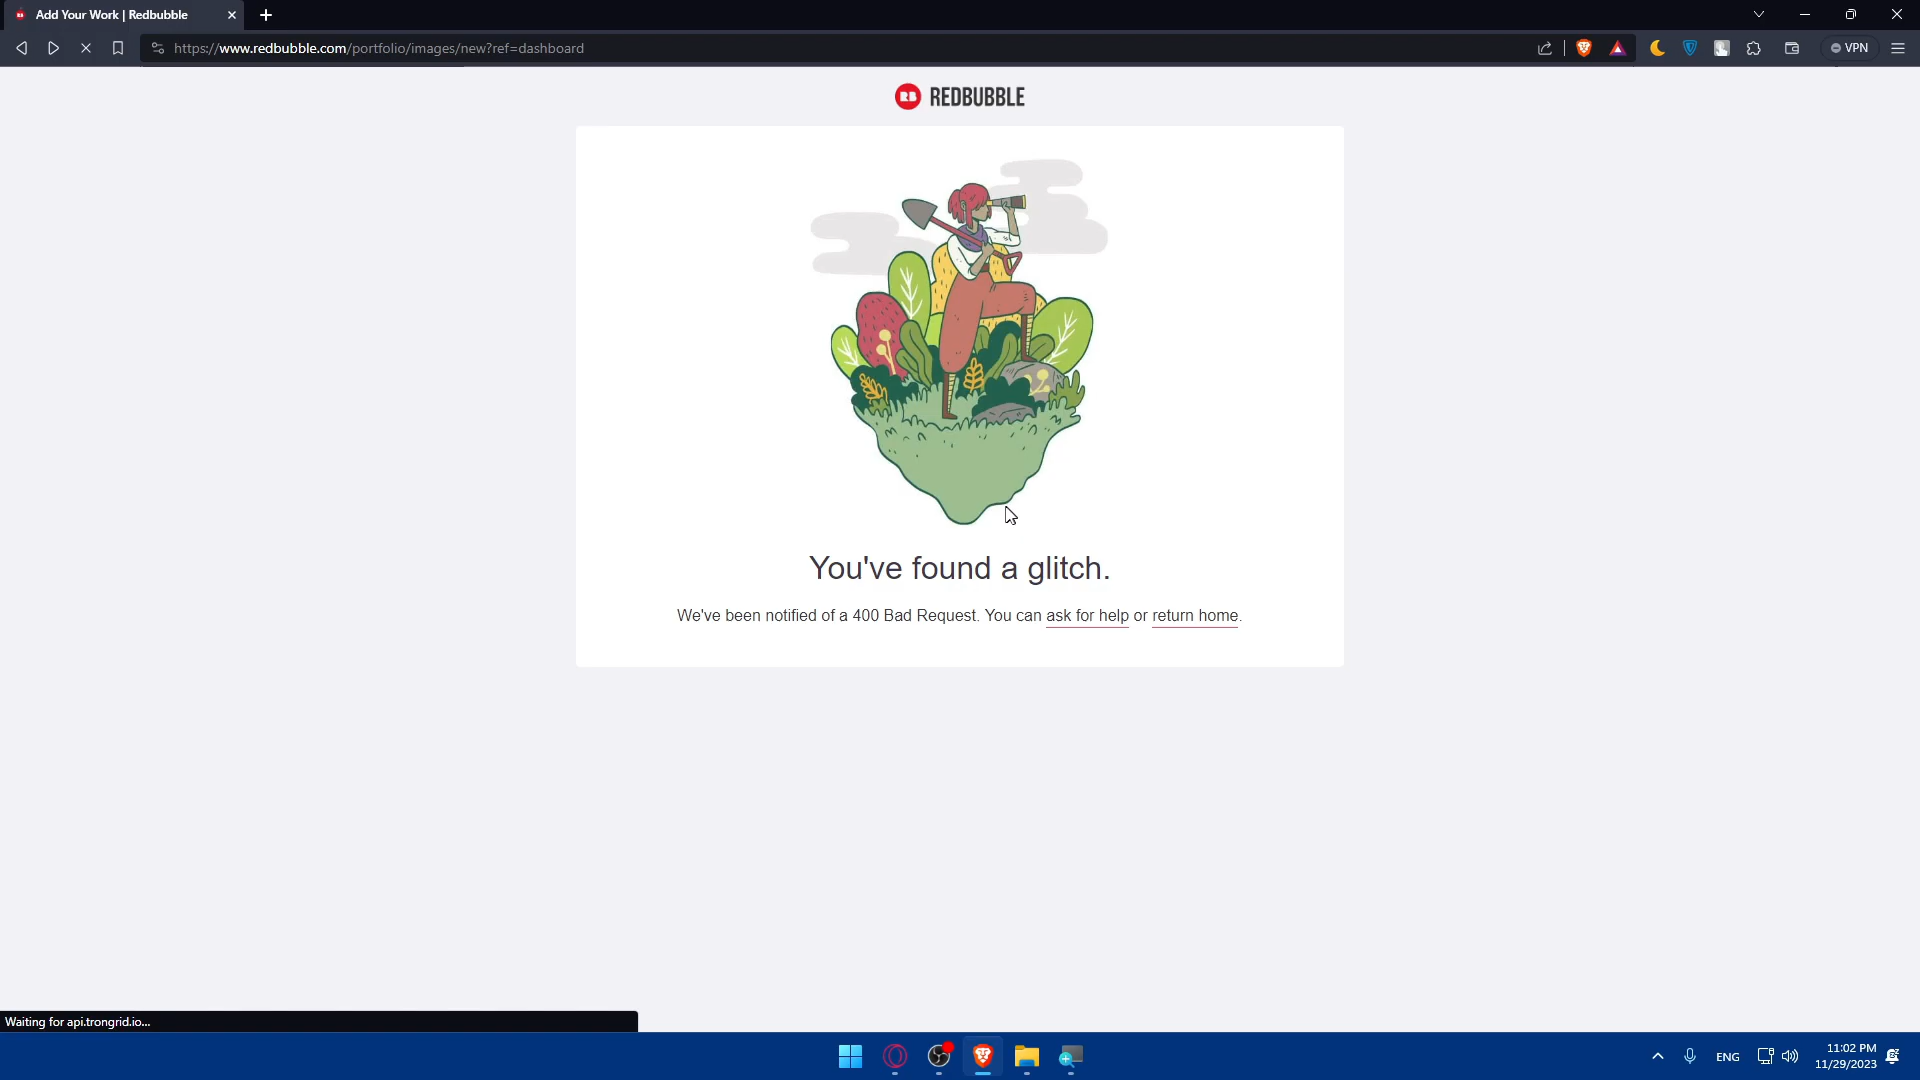 Add Your Work | Redbubble
https://www.redbubble.com/portfolio/images/new?ref=dashboard
VPN
RB REDBUBBLE
You've found a glitch.
We've been notified of a 400 Bad Request. You can ask for help or return home.
Waiting for api.trongrid.io...
ENG
11:02 PM
11/29/2023